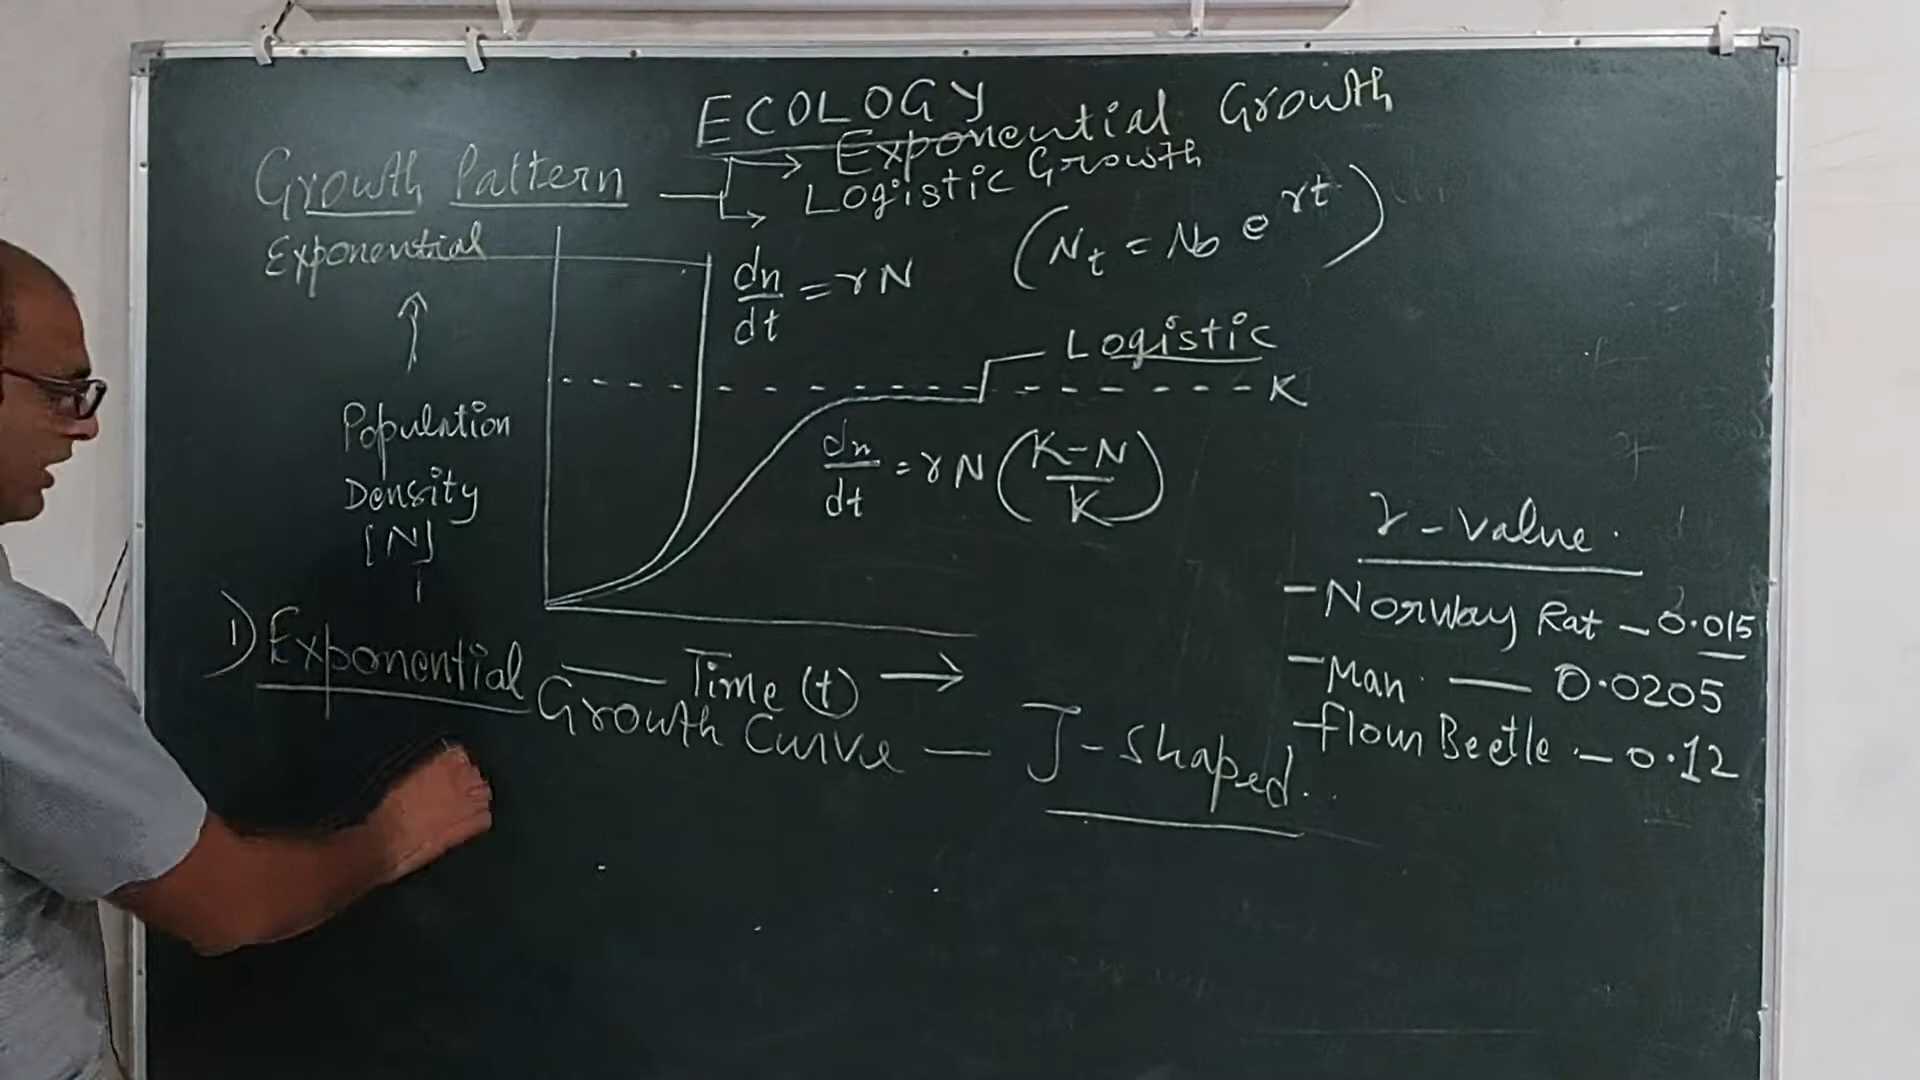 ECOLOGY
Growth Pattern → Exponential Growth
→ Logistic Growth
Exponential
(Nt = N0 e^rt)
dn/dt = rN
Logistic
K
Population
Density
[N]
dn/dt = rN (K-N/K)
r - value.
- Norway Rat - 0.015
- Man - 0.0205
- flour Beetle - 0.12
Time (t) →
1) Exponential Growth Curve - J-shaped.